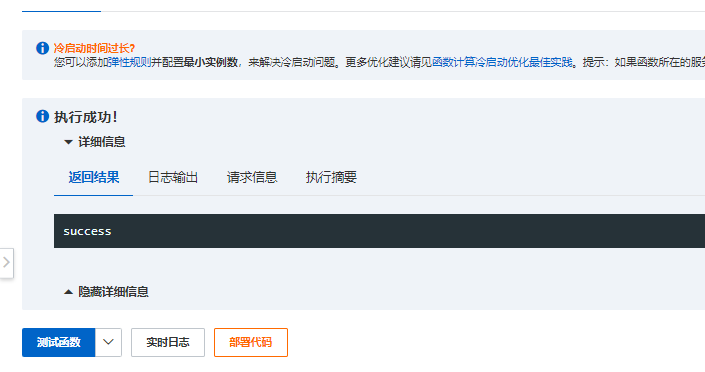 冷启动时间过长?
您可以添加弹性规则并配置最小实例数，来解决冷启动问题。更多优化建议请见函数计算冷启动优化最佳实践。提示：如果函数所在的服
执行成功！
详细信息
返回结果 日志输出 请求信息 执行摘要
success
隐藏详细信息
测试函数 实时日志 部署代码